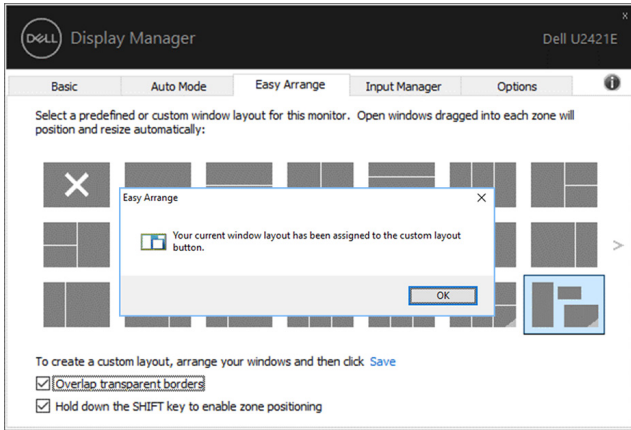 x
DELL Display Manager
Dell U2421E
Basic Auto Mode Easy Arrange Input Manager Options i
Select a predefined or custom window layout for this monitor. Open windows dragged into each zone will
position and resize automatically:
Easy Arrange
Your current window layout has been assigned to the custom layout
button.
OK
To create a custom layout, arrange your windows and then click Save
Overlap transparent borders
Hold down the SHIFT key to enable zone positioning